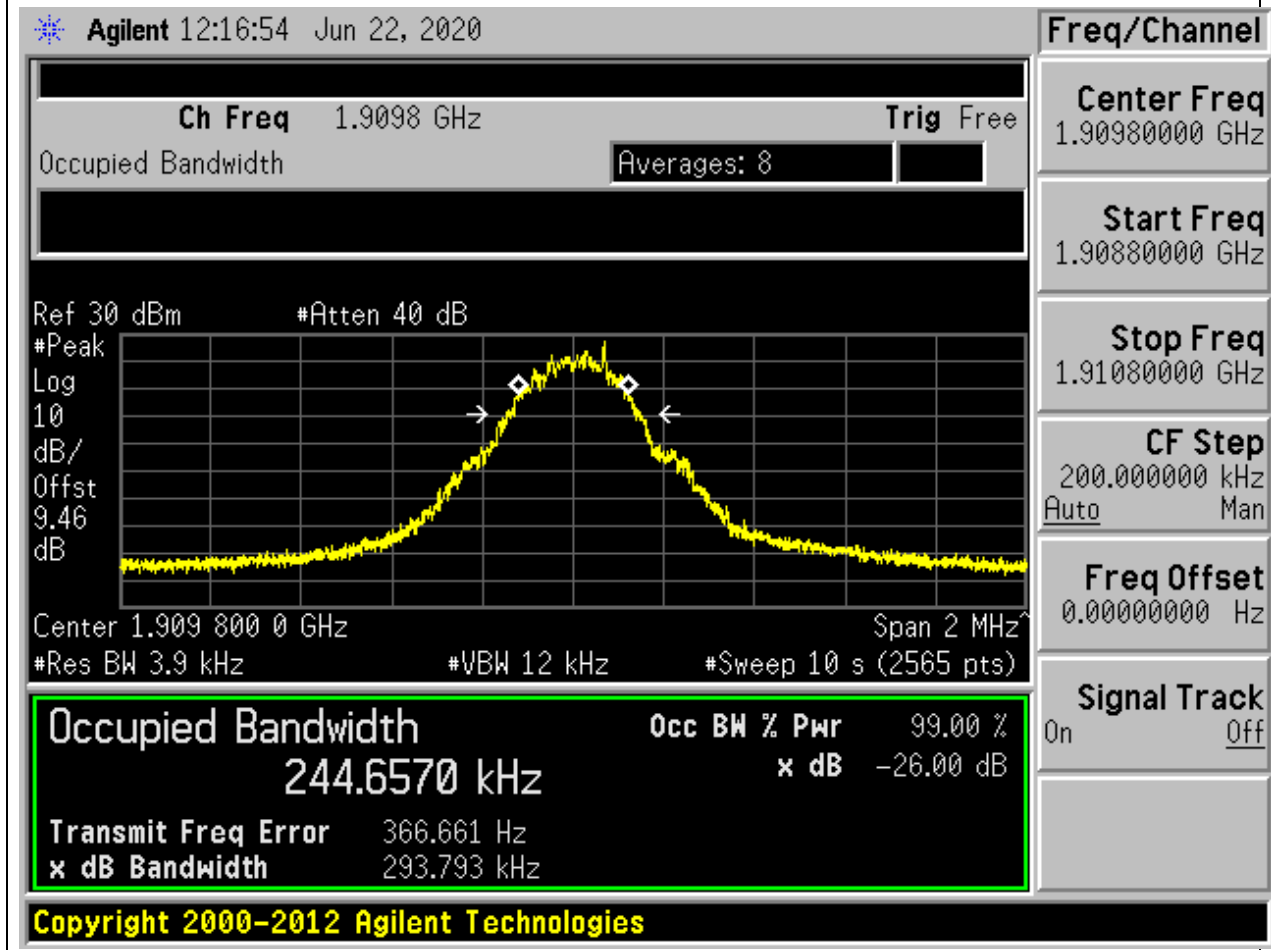 Agilent 12:16:54 Jun 22, 2020
Freq/Channel
Ch Freq 1.9098 GHz Trig Free
Occupied Bandwidth Averages: 8
Ref 30 dBm #Atten 40 dB
#Peak
Log
10
dB/
Offst
9.46
dB
Center 1.909 800 0 GHz Span 2 MHz^
#Res BW 3.9 kHz #VBW 12 kHz #Sweep 10 s (2565 pts)
Occupied Bandwidth Occ BW % Pwr 99.00 %
244.6570 kHz x dB -26.00 dB
Transmit Freq Error 366.661 Hz
x dB Bandwidth 293.793 kHz
Center Freq
1.90980000 GHz
Start Freq
1.90880000 GHz
Stop Freq
1.91080000 GHz
CF Step
200.000000 kHz
Auto Man
Freq Offset
0.00000000 Hz
Signal Track
On Off
Copyright 2000-2012 Agilent Technologies